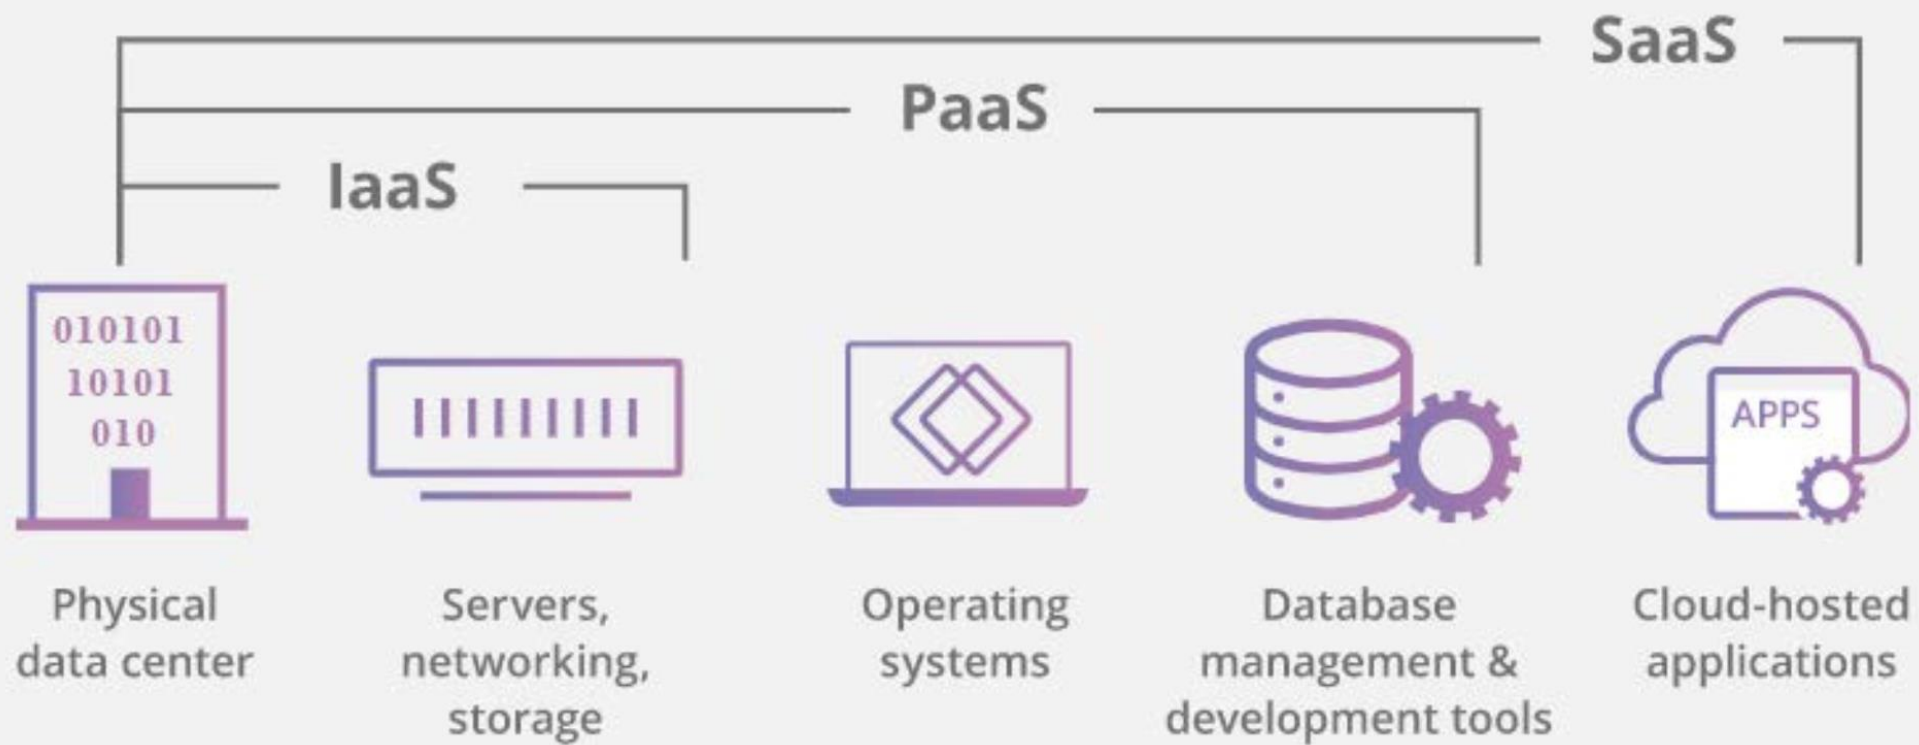 SaaS
PaaS
IaaS
010101
10101
010
APPS
Physical
data center
Servers,
networking,
storage
Operating
systems
Database
management &
development tools
Cloud-hosted
applications